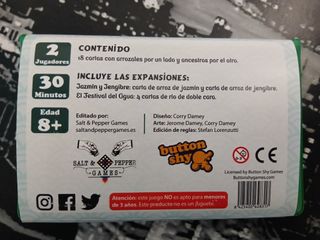 2
Jugadores
CONTENIDO
18 cartas con arrozales por un lado y ancestros por el otro.
30
Minutos
INCLUYE LAS EXPANSIONES:
Jazmín y Jengibre: carta de arroz de jazmín y carta de arroz de jengibre.
El Festival del Agua: 4 cartas de río de doble cara.
Edad
8+
Editado por:
Salt & Pepper Games
saltandpeppergames.es
Diseño: Corry Damey
Arte: Jerome Damey, Corry Damey
Edición de reglas: Stefan Lorenzutti
SALT & PEPPER
GAMES
button
shy
CE
Licensed by Button Shy Games
Buttonshygames.com
Atención: este juego NO es apto para menores
de 3 años. Este producto no es un juguete.